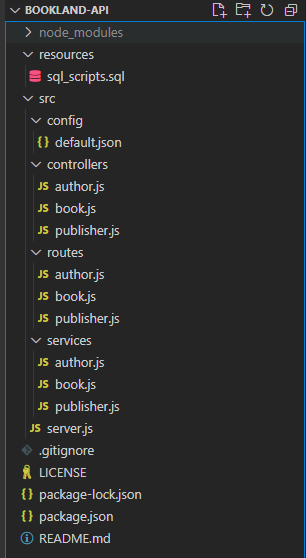 BOOKLAND-API
node_modules
resources
sql_scripts.sql
src
config
{} default.json
controllers
JS author.js
JS book.js
JS publisher.js
routes
JS author.js
JS book.js
JS publisher.js
services
JS author.js
JS book.js
JS publisher.js
JS server.js
.gitignore
LICENSE
{} package-lock.json
{} package.json
README.md